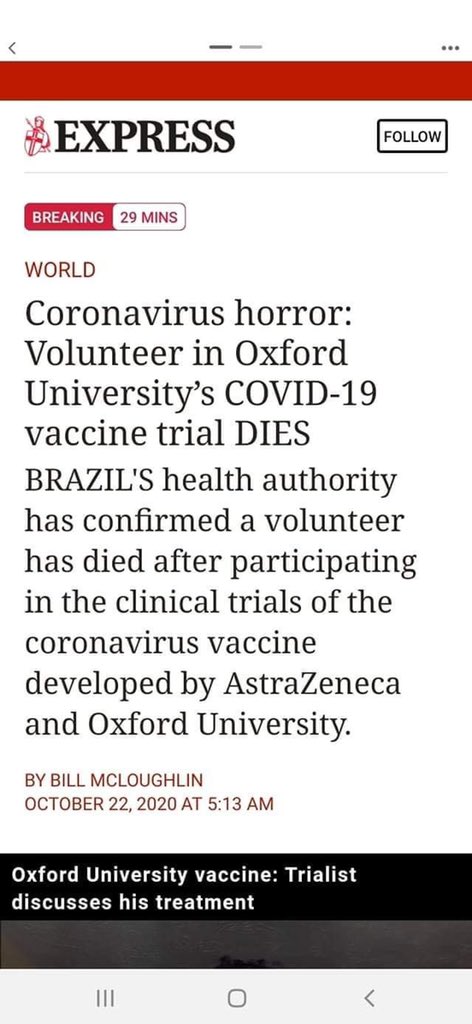 EXPRESS
FOLLOW
BREAKING 29 MINS
WORLD
Coronavirus horror:
Volunteer in Oxford
University’s COVID-19
vaccine trial DIES
BRAZIL'S health authority
has confirmed a volunteer
has died after participating
in the clinical trials of the
coronavirus vaccine
developed by AstraZeneca
and Oxford University.
BY BILL MCLOUGHLIN
OCTOBER 22, 2020 AT 5:13 AM
Oxford University vaccine: Trialist
discusses his treatment